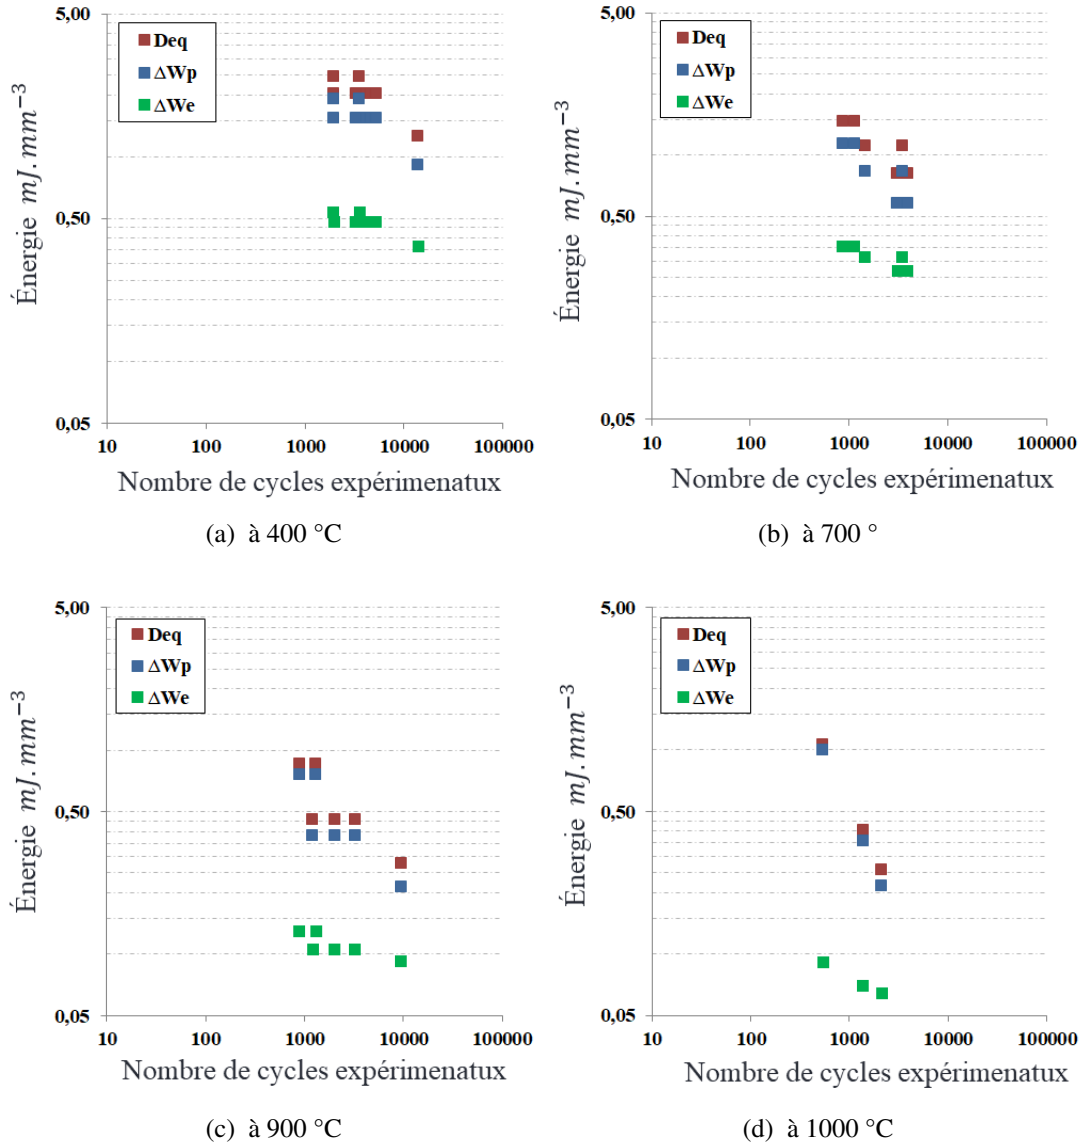 5,00
Deq
ΔWp
ΔWe
0,50
0,05
10 100 1000 10000 100000
Énergie mJ.mm⁻³
Nombre de cycles expérimenatux
(a) à 400 °C
5,00
Deq
ΔWp
ΔWe
0,50
0,05
10 100 1000 10000 100000
Énergie mJ.mm⁻³
Nombre de cycles expérimenatux
(b) à 700 °
5,00
Deq
ΔWp
ΔWe
0,50
0,05
10 100 1000 10000 100000
Énergie mJ.mm⁻³
Nombre de cycles expérimenatux
(c) à 900 °C
5,00
Deq
ΔWp
ΔWe
0,50
0,05
10 100 1000 10000 100000
Énergie mJ.mm⁻³
Nombre de cycles expérimenatux
(d) à 1000 °C